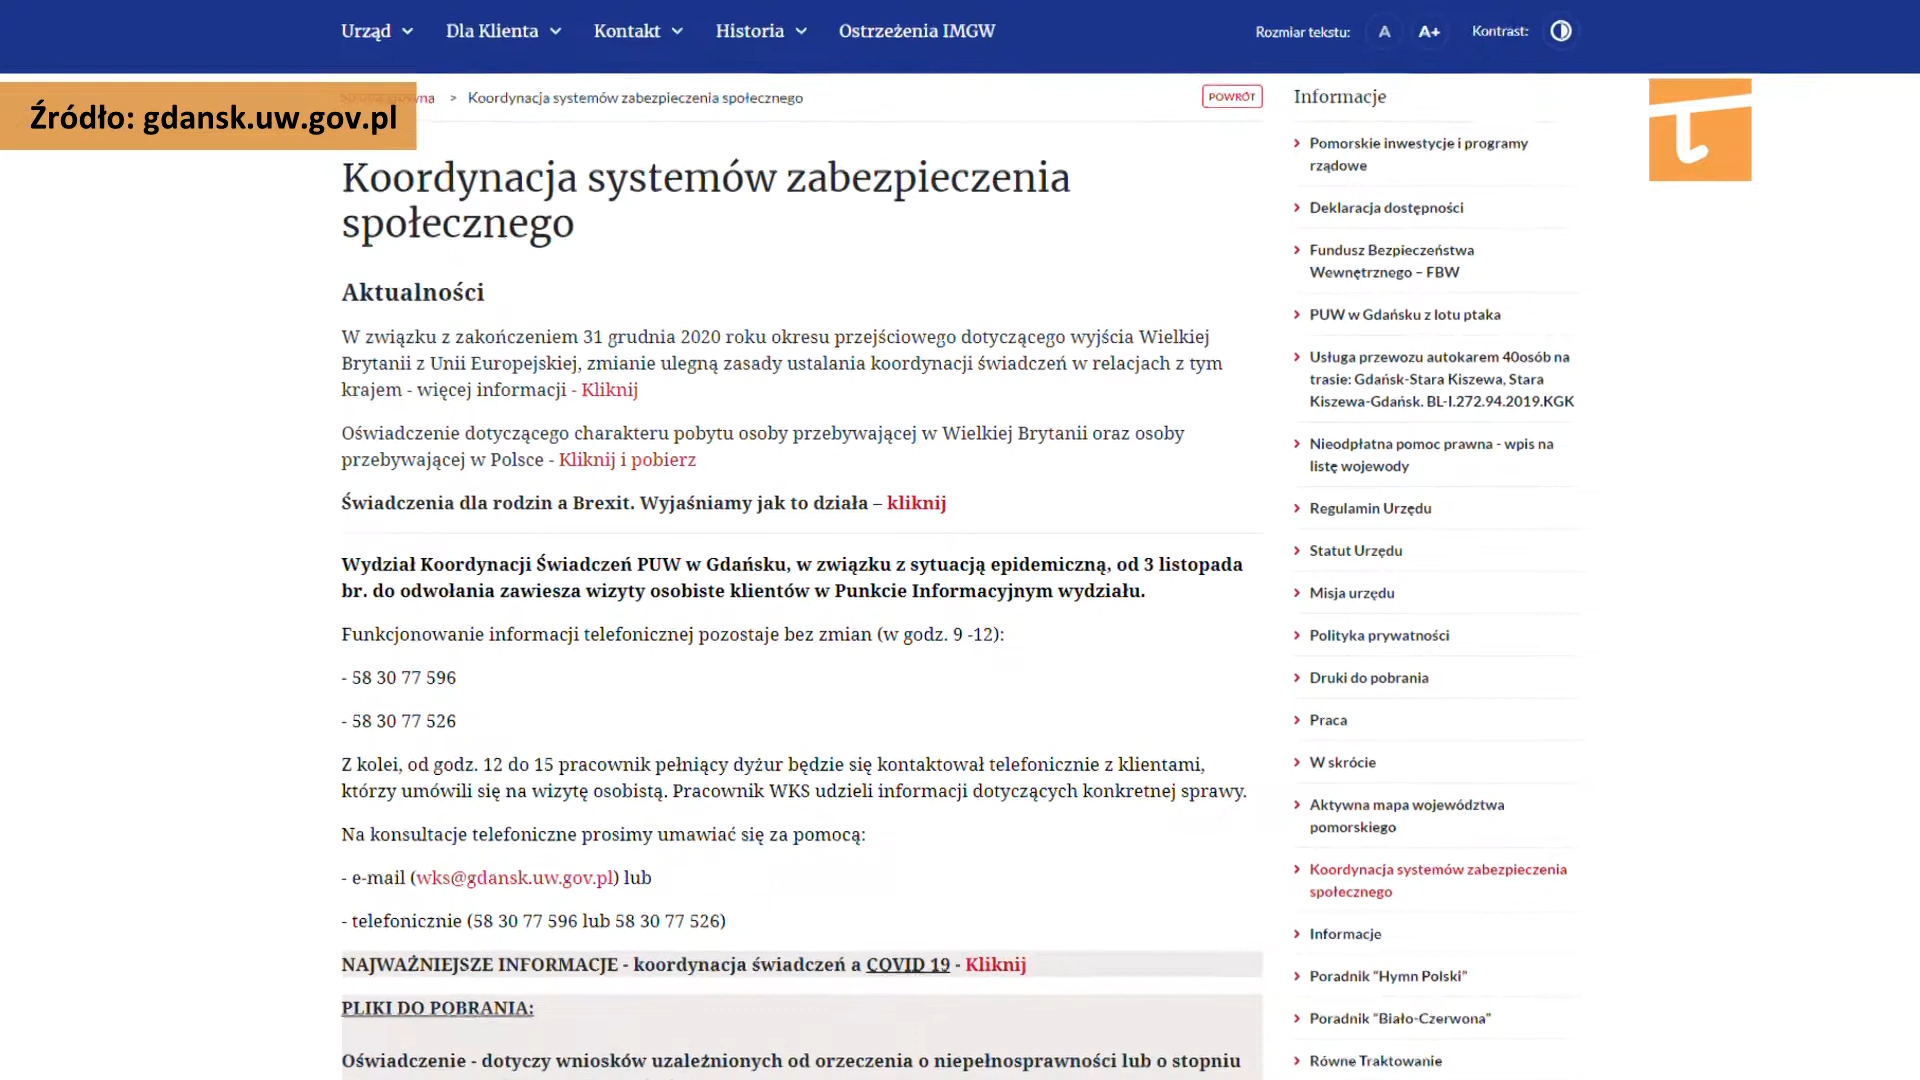 Urząd
Dla Klienta
Kontakt
Historia
Ostrzeżenia IMGW
Rozmiar tekstu:
A
A+
Kontrast:
Źródło: gdansk.uw.gov.pl
> Koordynacja systemów zabezpieczenia społecznego
POWRÓT
Koordynacja systemów zabezpieczenia
społecznego
Aktualności
W związku z zakończeniem 31 grudnia 2020 roku okresu przejściowego dotyczącego wyjścia Wielkiej
Brytanii z Unii Europejskiej, zmianie ulegną zasady ustalania koordynacji świadczeń w relacjach z tym
krajem - więcej informacji - Kliknij
Oświadczenie dotyczącego charakteru pobytu osoby przebywającej w Wielkiej Brytanii oraz osoby
przebywającej w Polsce - Kliknij i pobierz
Świadczenia dla rodzin a Brexit. Wyjaśniamy jak to działa – kliknij
Wydział Koordynacji Świadczeń PUW w Gdańsku, w związku z sytuacją epidemiczną, od 3 listopada
br. do odwołania zawiesza wizyty osobiste klientów w Punkcie Informacyjnym wydziału.
Funkcjonowanie informacji telefonicznej pozostaje bez zmian (w godz. 9 -12):
- 58 30 77 596
- 58 30 77 526
Z kolei, od godz. 12 do 15 pracownik pełniący dyżur będzie się kontaktował telefonicznie z klientami,
którzy umówili się na wizytę osobistą. Pracownik WKS udzieli informacji dotyczących konkretnej sprawy.
Na konsultacje telefoniczne prosimy umawiać się za pomocą:
- e-mail (wks@gdansk.uw.gov.pl) lub
- telefonicznie (58 30 77 596 lub 58 30 77 526)
NAJWAŻNIEJSZE INFORMACJE - koordynacja świadczeń a COVID 19 - Kliknij
PLIKI DO POBRANIA:
Oświadczenie - dotyczy wniosków uzależnionych od orzeczenia o niepełnosprawności lub o stopniu
Informacje
Pomorskie inwestycje i programy
rządowe
Deklaracja dostępności
Fundusz Bezpieczeństwa
Wewnętrznego – FBW
PUW w Gdańsku z lotu ptaka
Usługa przewozu autokarem 40osób na
trasie: Gdańsk-Stara Kiszewa, Stara
Kiszewa-Gdańsk. BL-I.272.94.2019.KGK
Nieodpłatna pomoc prawna - wpis na
listę wojewody
Regulamin Urzędu
Statut Urzędu
Misja urzędu
Polityka prywatności
Druki do pobrania
Praca
W skrócie
Aktywna mapa województwa
pomorskiego
Koordynacja systemów zabezpieczenia
społecznego
Informacje
Poradnik "Hymn Polski"
Poradnik "Biało-Czerwona"
Równe Traktowanie